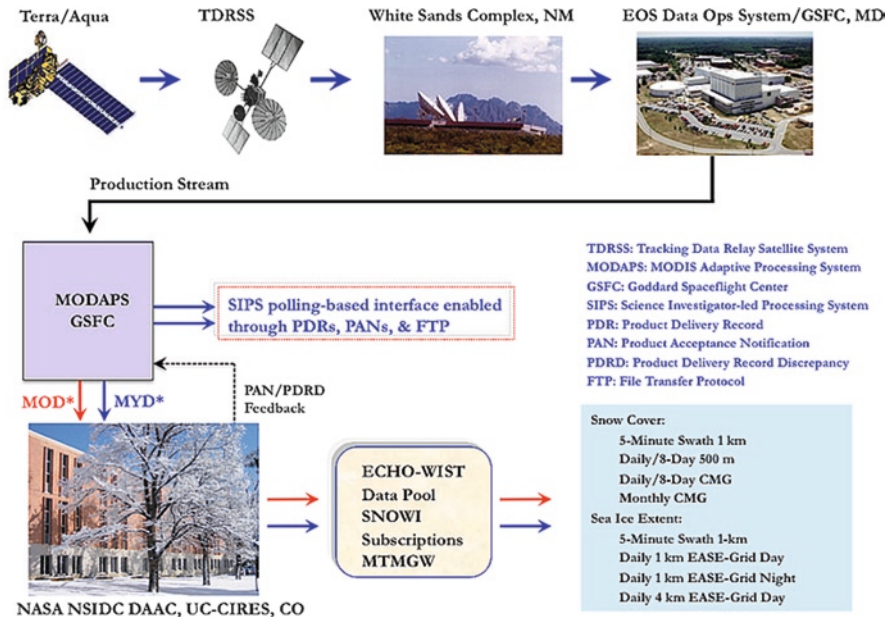 Terra/Aqua
TDRSS
White Sands Complex, NM
EOS Data Ops System/GSFC, MD
Production Stream
MODAPS
GSFC
SIPS polling-based interface enabled
through PDRs, PANs, & FTP
TDRSS: Tracking Data Relay Satellite System
MODAPS: MODIS Adaptive Processing System
GSFC: Goddard Spaceflight Center
SIPS: Science Investigator-led Processing System
PDR: Product Delivery Record
PAN: Product Acceptance Notification
PDRD: Product Delivery Record Discrepancy
FTP: File Transfer Protocol
MOD*
MYD*
PAN/PDRD
Feedback
ECHO-WIST
Data Pool
SNOWI
Subscriptions
MTMGW
Snow Cover:
5-Minute Swath 1 km
Daily/8-Day 500 m
Daily/8-Day CMG
Monthly CMG
Sea Ice Extent:
5-Minute Swath 1-km
Daily 1 km EASE-Grid Day
Daily 1 km EASE-Grid Night
Daily 4 km EASE-Grid Day
NASA NSIDC DAAC, UC-CIRES, CO